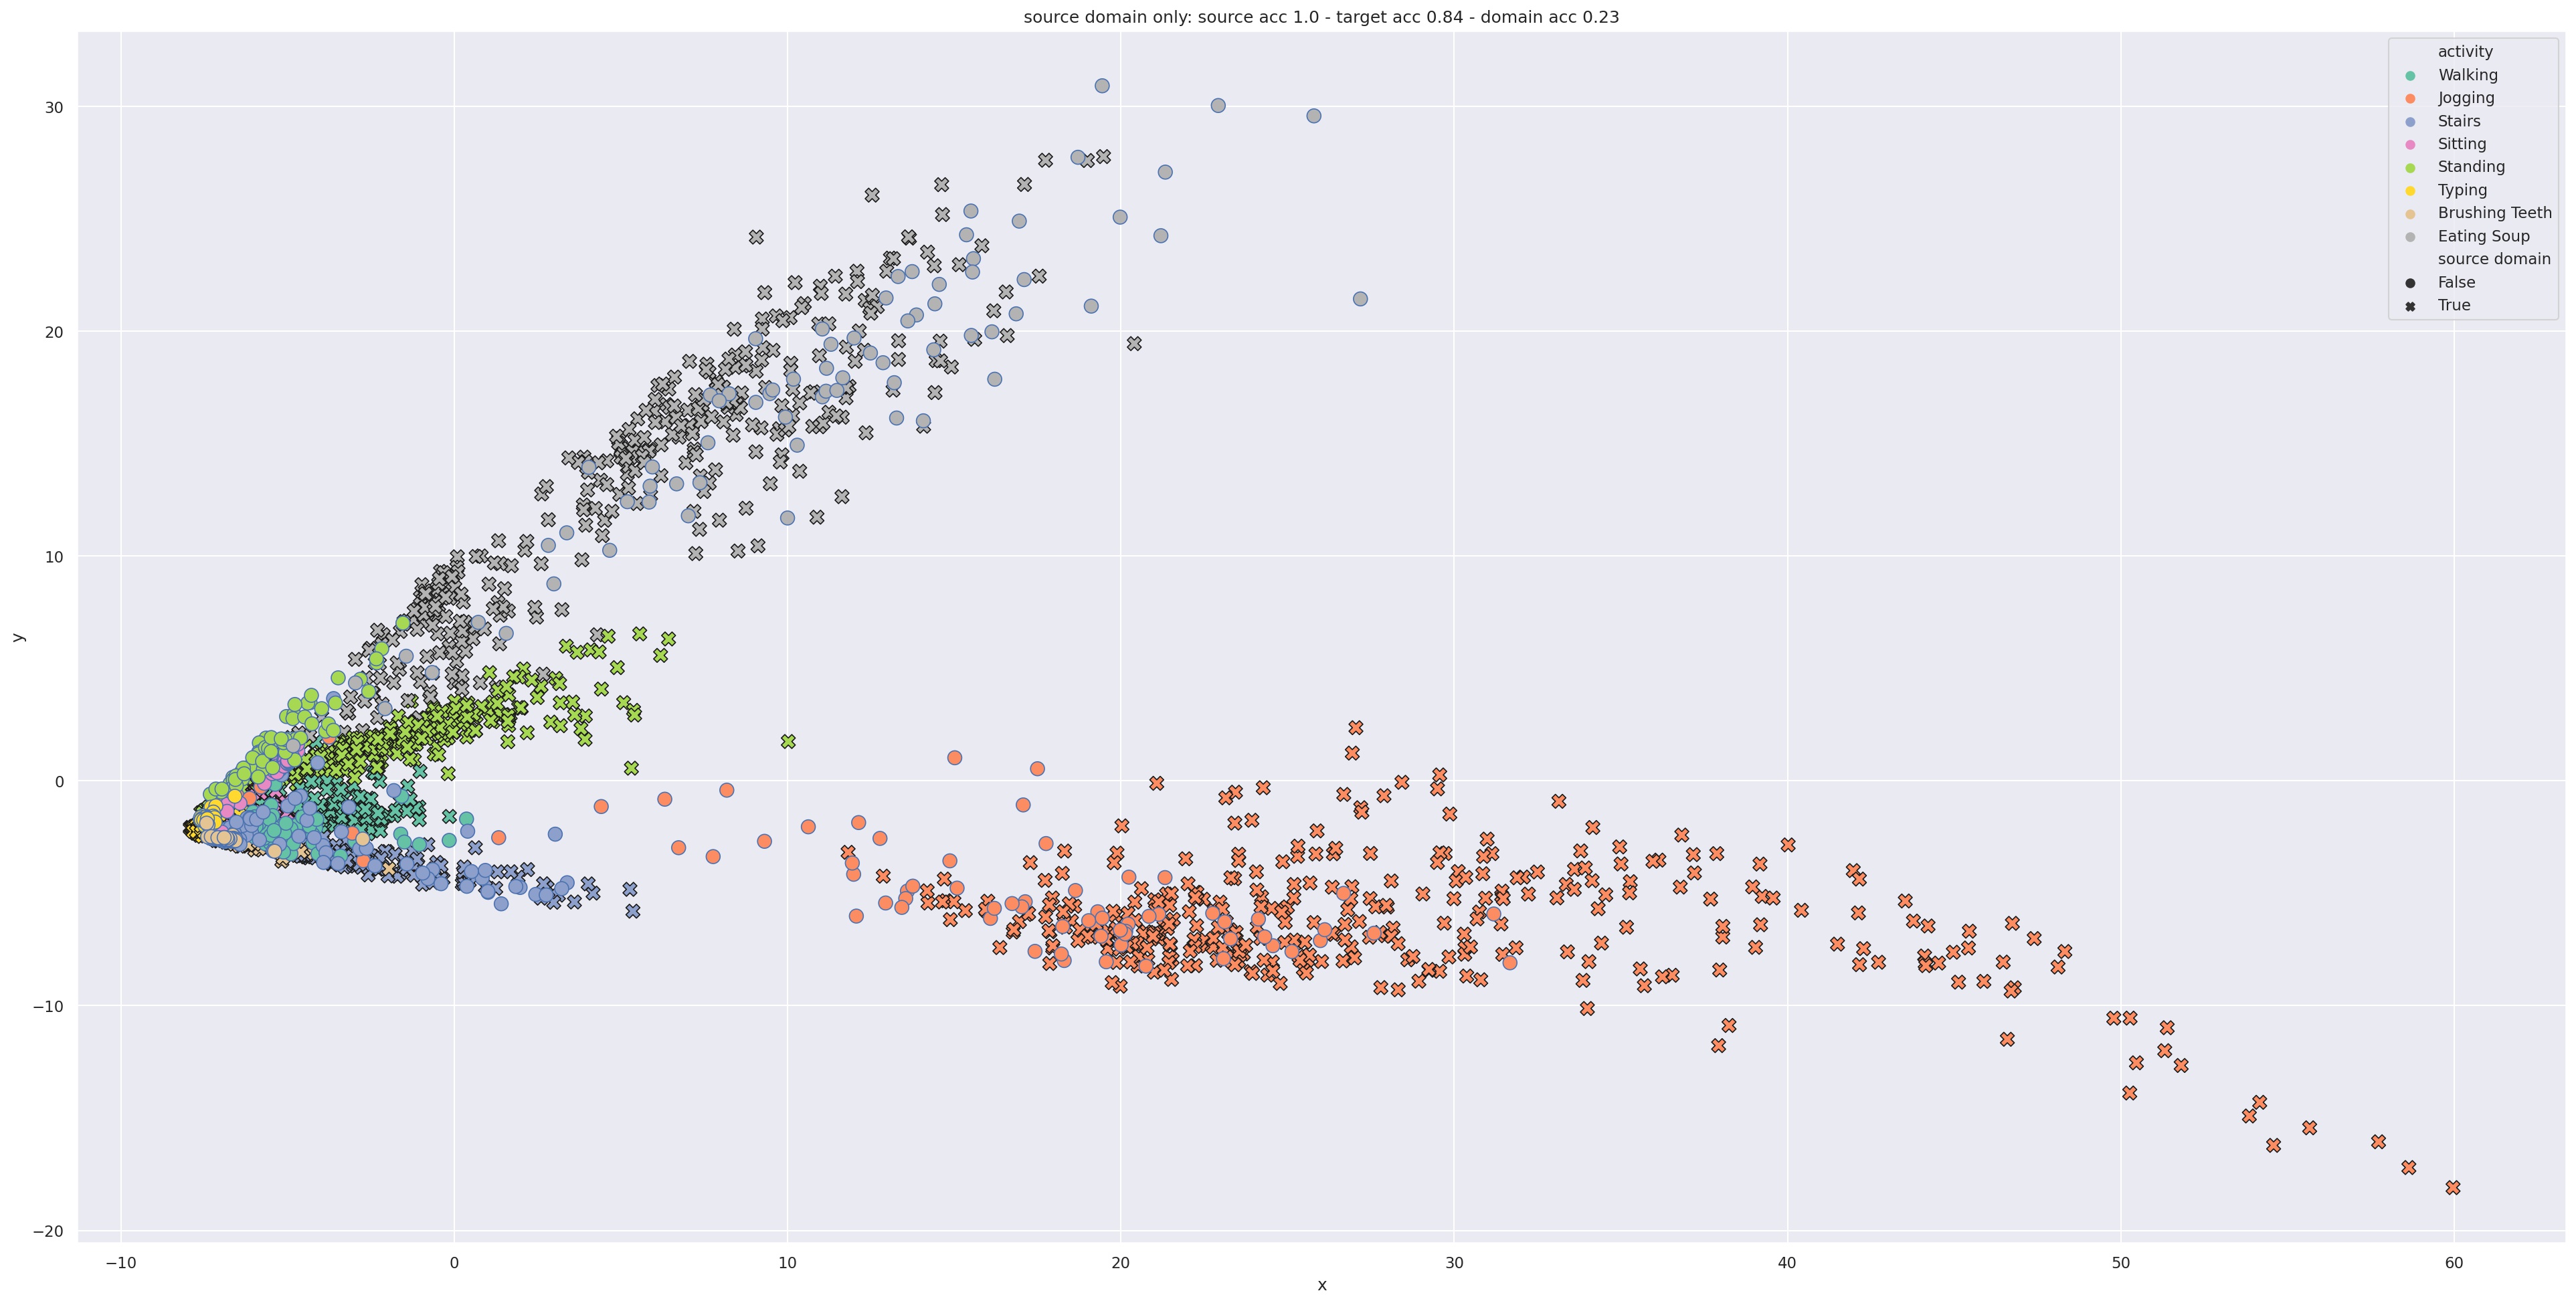 source domain only: source acc 1.0 - target acc 0.84 - domain acc 0.23
activity
Walking
Jogging
Stairs
Sitting
Standing
Typing
Brushing Teeth
Eating Soup
source domain
False
True
30
20
10
0
−10
−20
y
−10 0 10 20 30 40 50 60
x